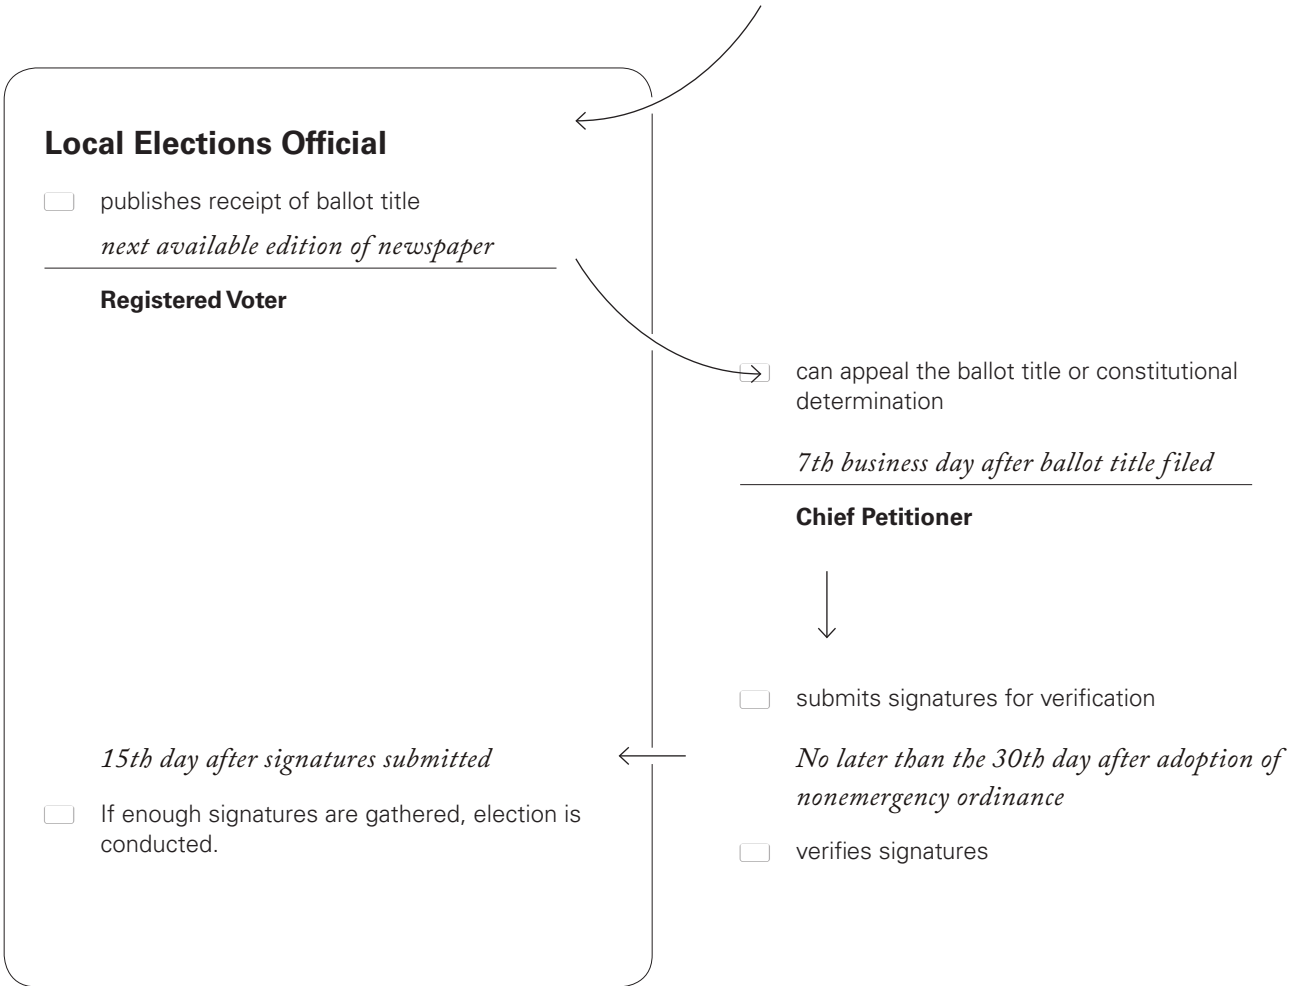 Local Elections Official
publishes receipt of ballot title
next available edition of newspaper
Registered Voter
can appeal the ballot title or constitutional
determination
7th business day after ballot title filed
Chief Petitioner
submits signatures for verification
No later than the 30th day after adoption of
nonemergency ordinance
verifies signatures
15th day after signatures submitted
If enough signatures are gathered, election is
conducted.